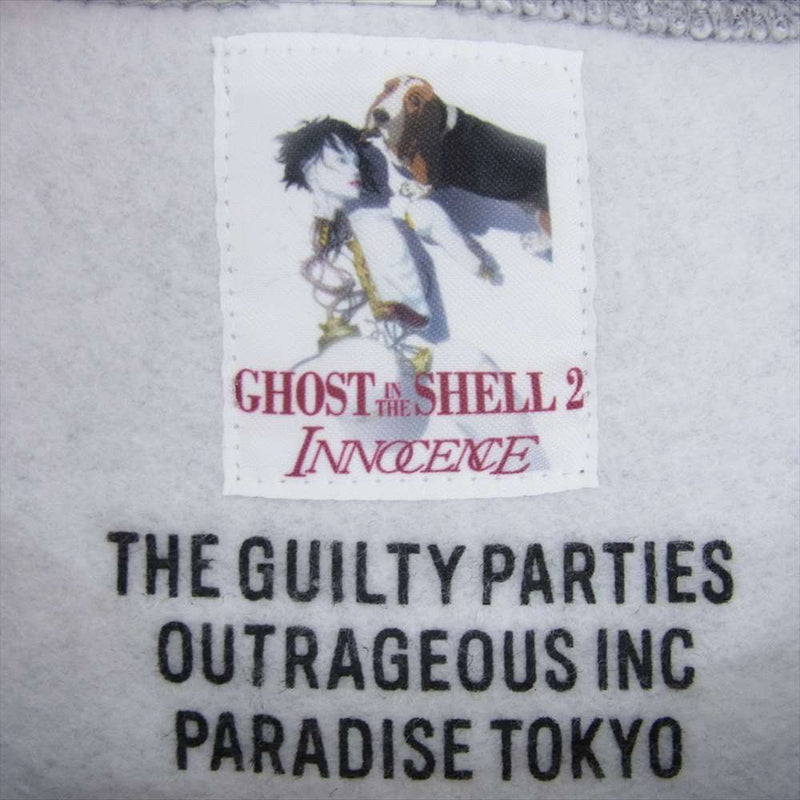 GHOST IN THE SHELL 2
INNOCENCE
THE GUILTY PARTIES
OUTRAGEOUS INC
PARADISE TOKYO